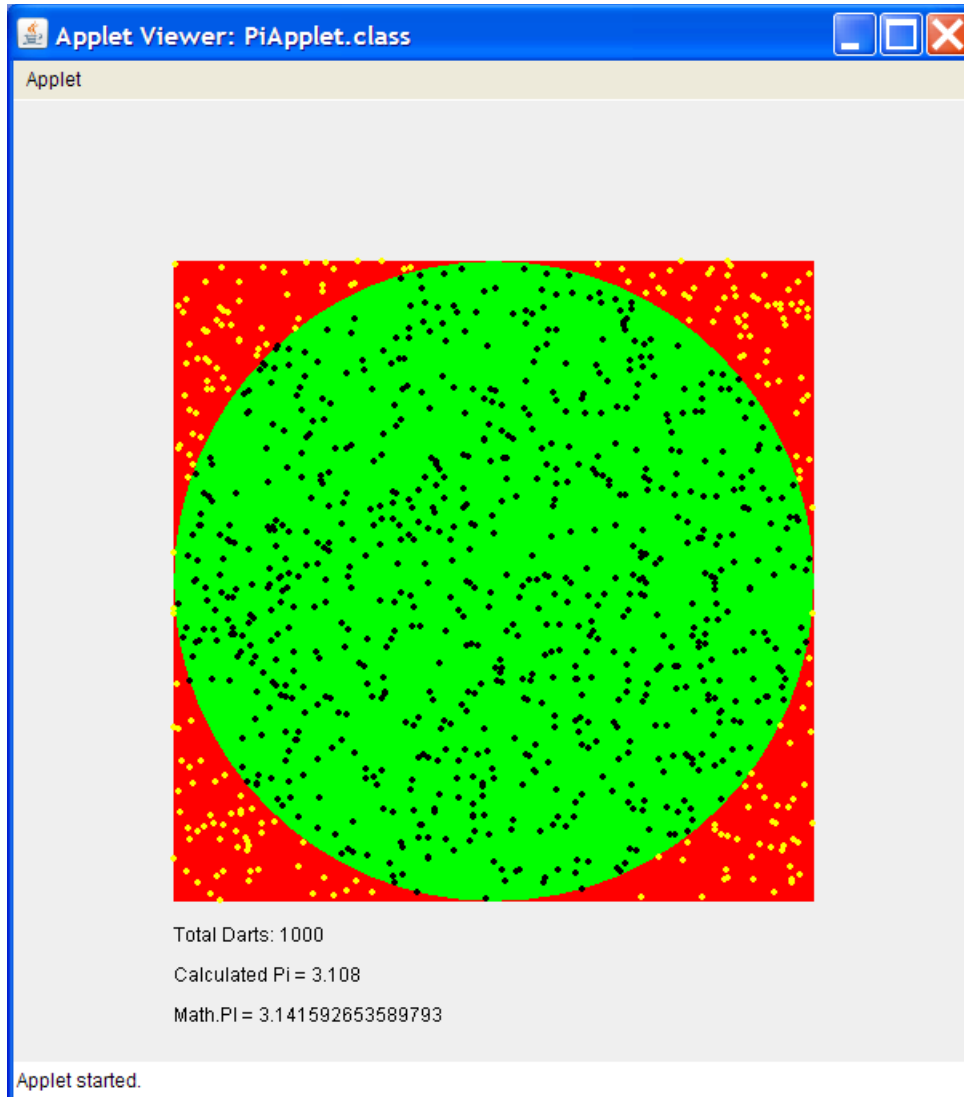 Applet Viewer: PiApplet.class
Applet
Total Darts: 1000
Calculated Pi = 3.108
Math.PI = 3.141592653589793
Applet started.